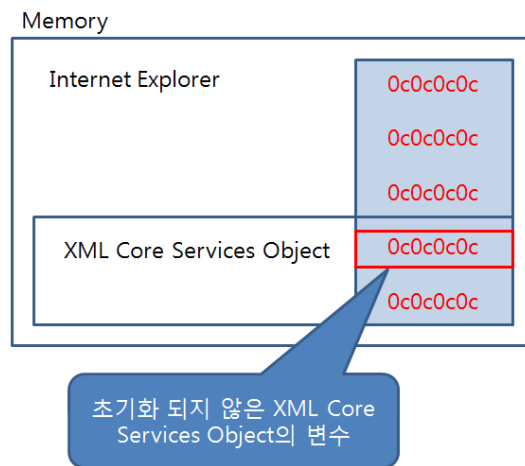 Memory
Internet Explorer
0c0c0c0c
0c0c0c0c
0c0c0c0c
XML Core Services Object
0c0c0c0c
0c0c0c0c
초기화 되지 않은 XML Core
Services Object의 변수